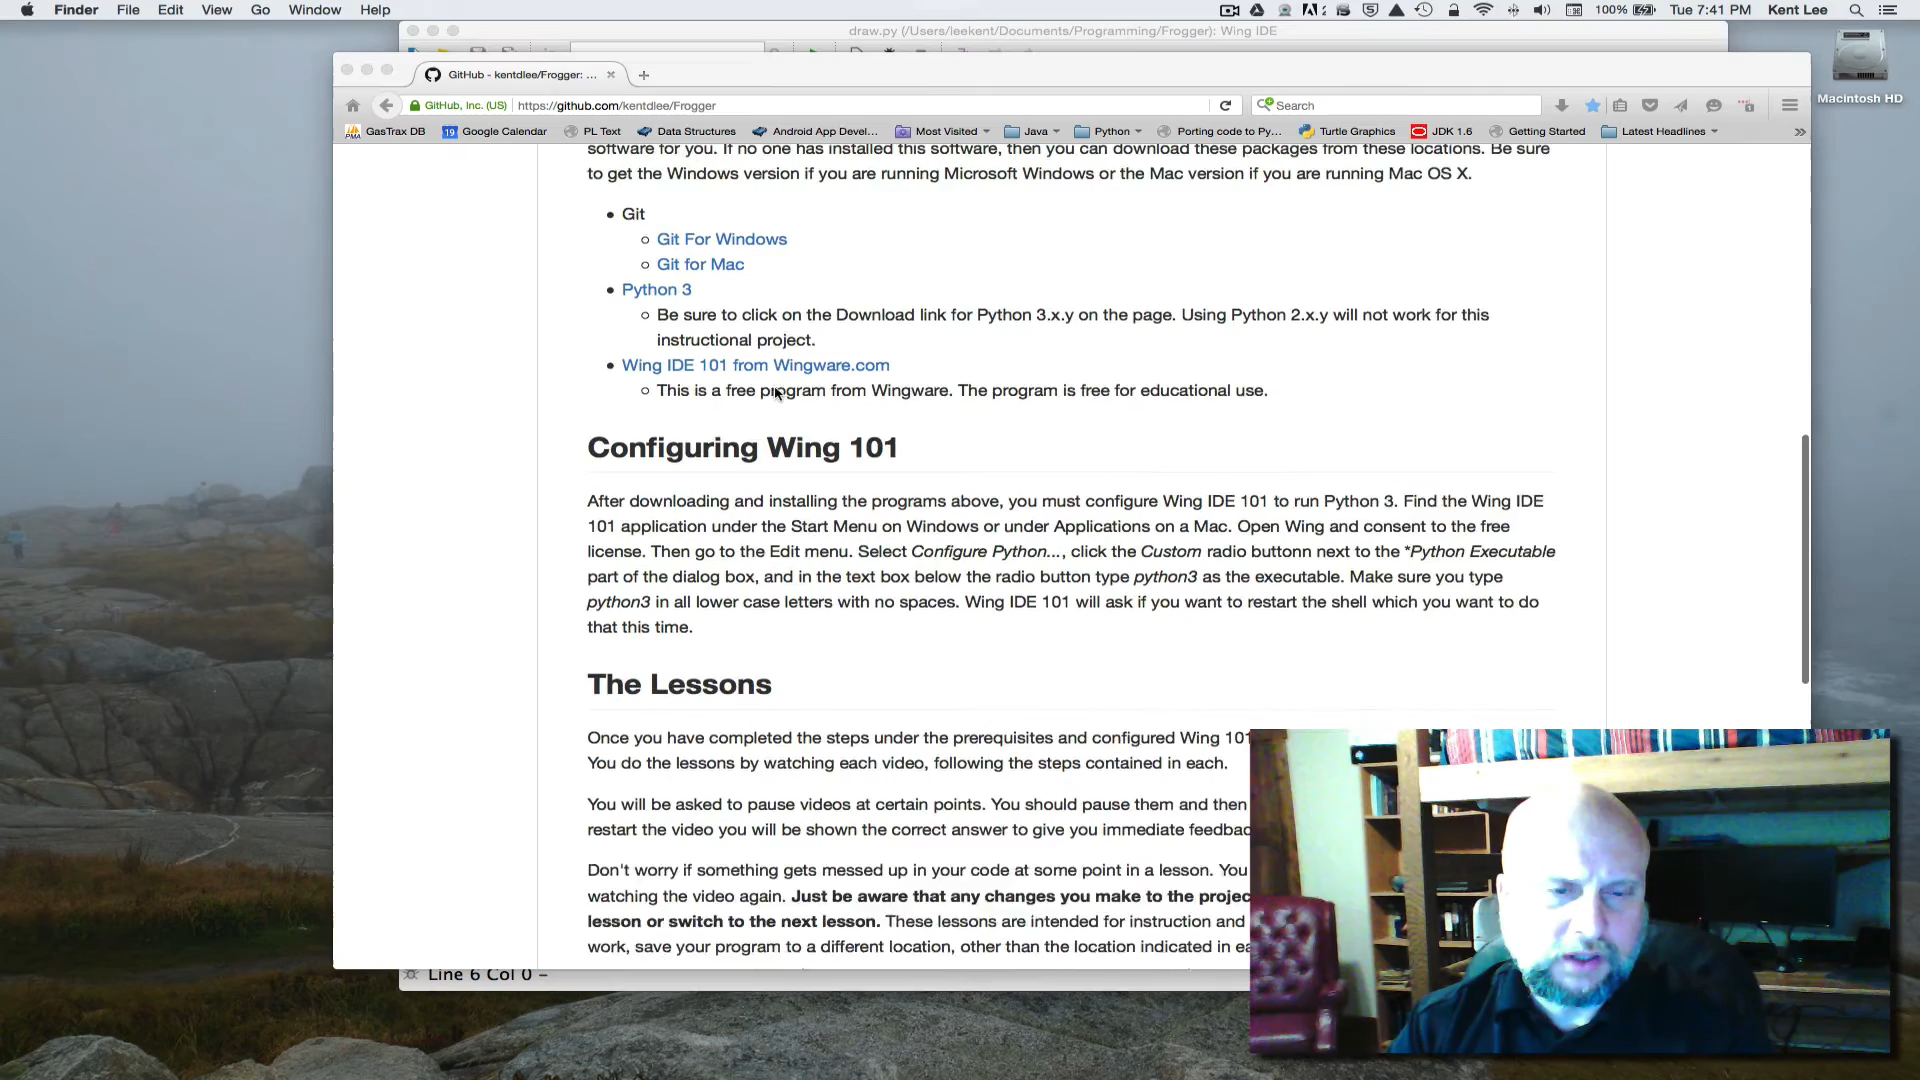 Finder File Edit View Go Window Help
100% Tue 7:41 PM Kent Lee
draw.py (/Users/leekent/Documents/Programming/Frogger): Wing IDE
GitHub - kentdlee/Frogger: ...
GitHub, Inc. (US) https://github.com/kentdlee/Frogger
Search
Macintosh HD
GasTrax DB Google Calendar PL Text Data Structures Android App Devel... Most Visited Java Python Porting code to Py... Turtle Graphics JDK 1.6 Getting Started Latest Headlines
software for you. If no one has installed this software, then you can download these packages from these locations. Be sure
to get the Windows version if you are running Microsoft Windows or the Mac version if you are running Mac OS X.
Git
Git For Windows
Git for Mac
Python 3
Be sure to click on the Download link for Python 3.x.y on the page. Using Python 2.x.y will not work for this
instructional project.
Wing IDE 101 from Wingware.com
This is a free program from Wingware. The program is free for educational use.
Configuring Wing 101
After downloading and installing the programs above, you must configure Wing IDE 101 to run Python 3. Find the Wing IDE
101 application under the Start Menu on Windows or under Applications on a Mac. Open Wing and consent to the free
license. Then go to the Edit menu. Select Configure Python..., click the Custom radio buttonn next to the *Python Executable
part of the dialog box, and in the text box below the radio button type python3 as the executable. Make sure you type
python3 in all lower case letters with no spaces. Wing IDE 101 will ask if you want to restart the shell which you want to do
that this time.
The Lessons
Once you have completed the steps under the prerequisites and configured Wing 101
You do the lessons by watching each video, following the steps contained in each.
You will be asked to pause videos at certain points. You should pause them and then
restart the video you will be shown the correct answer to give you immediate feedbac
Don't worry if something gets messed up in your code at some point in a lesson. You
watching the video again. Just be aware that any changes you make to the projec
lesson or switch to the next lesson. These lessons are intended for instruction and
work, save your program to a different location, other than the location indicated in ea
Line 6 Col 0 –